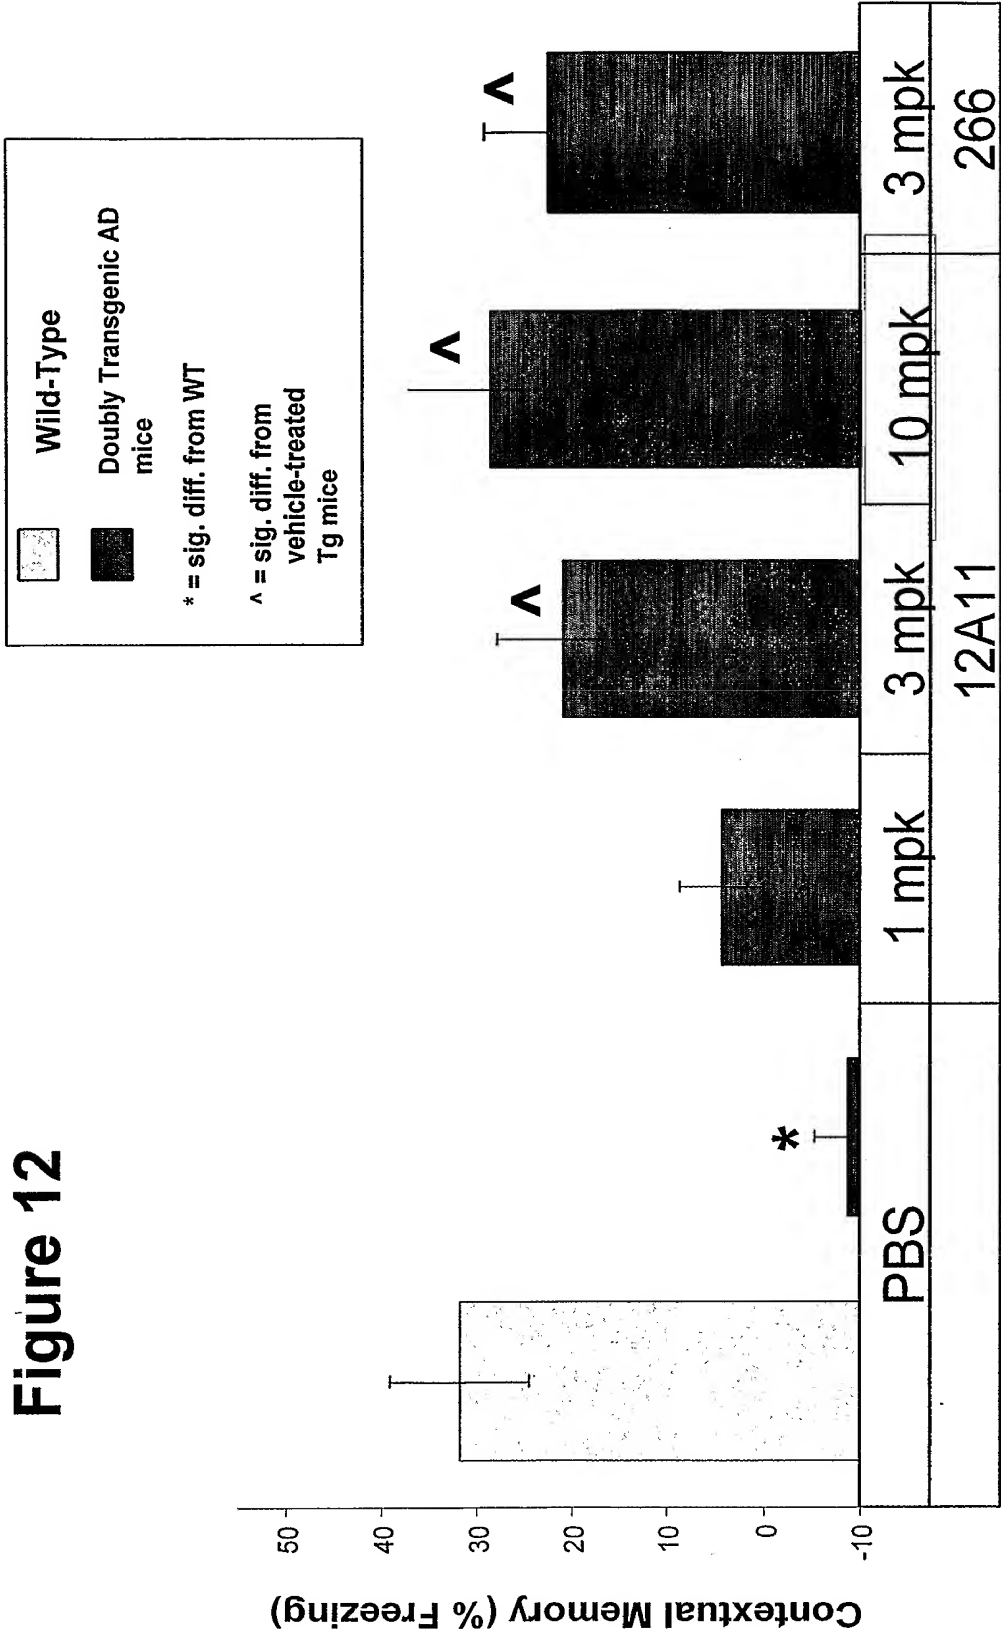 Figure 12
Wild-Type
Doubly Transgenic AD
mice
* = sig. diff. from WT
^ = sig. diff. from
vehicle-treated
Tg mice
Contextual Memory (% Freezing)
50
40
30
20
10
0
-10
*
^
^
^
PBS
1 mpk
3 mpk
10 mpk
3 mpk
12A11
266